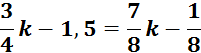 3/4 k − 1, 5 = 7/8 k − 1/8